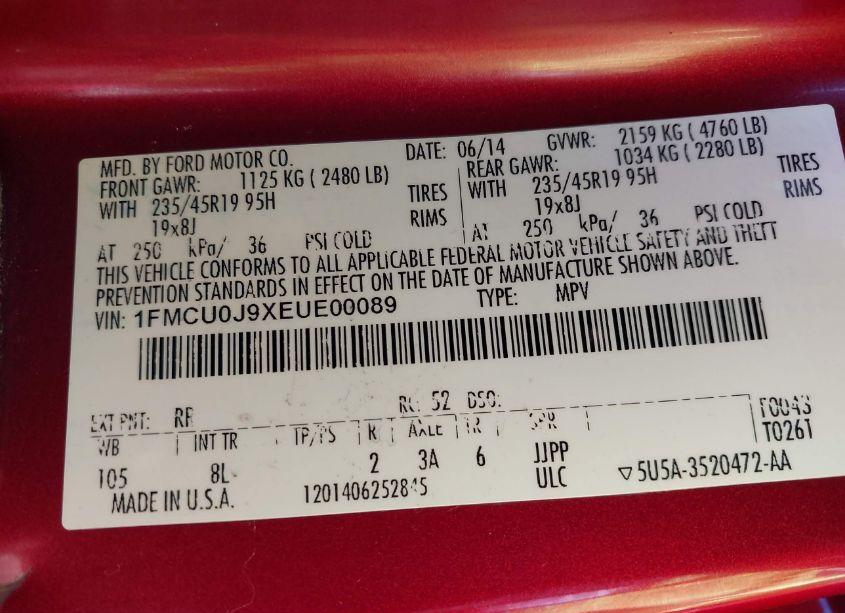 MFD. BY FORD MOTOR CO. DATE: 06/14 GVWR: 2159 KG ( 4760 LB)
FRONT GAWR: 1125 KG ( 2480 LB) REAR GAWR: 1034 KG ( 2280 LB)
WITH 235/45R19 95H TIRES WITH 235/45R19 95H TIRES
19x8J RIMS 19x8J RIMS
AT 250 kPa/ 36 PSI COLD AT 250 kPa/ 36 PSI COLD
THIS VEHICLE CONFORMS TO ALL APPLICABLE FEDERAL MOTOR VEHICLE SAFETY AND THEFT
PREVENTION STANDARDS IN EFFECT ON THE DATE OF MANUFACTURE SHOWN ABOVE.
VIN: 1FMCU0J9XEUE00089 TYPE: MPV
EXT PNT: RR RC: 52 DSO:
WB INT TR TP/PS R AXLE TR SPR T0043
105 8L 2 3A 6 JJPP T0261
MADE IN U.S.A. 1201406252845 ULC ▽5U5A-3520472-AA